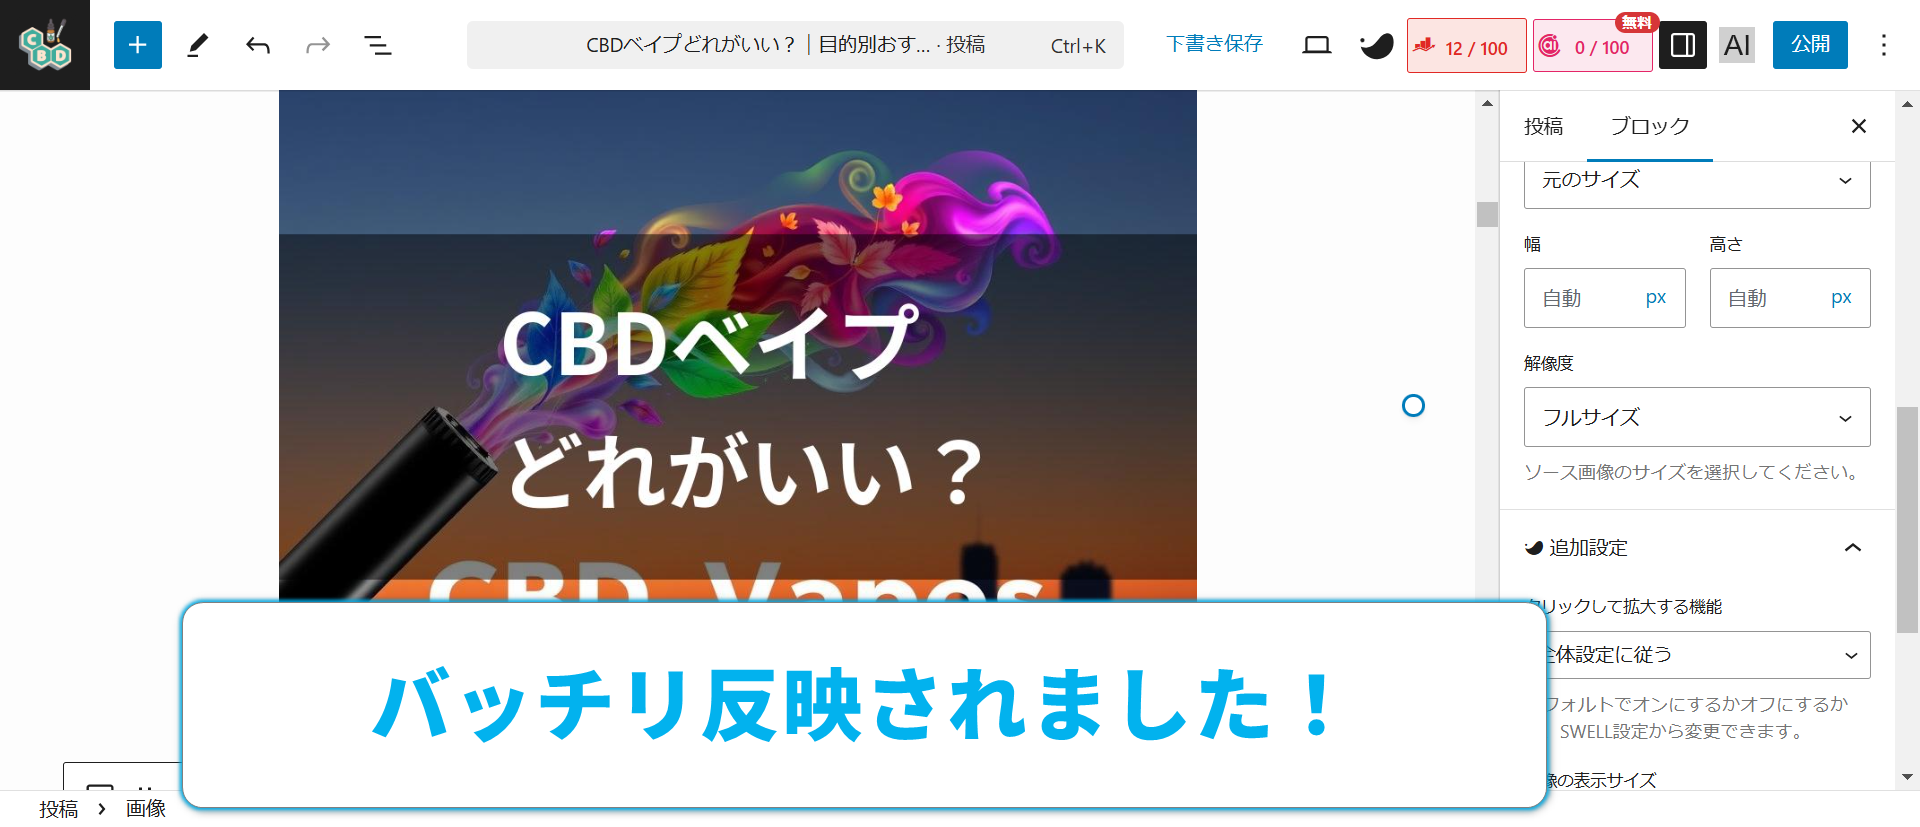 CBD
CBDベイプどれがいい？｜目的別おす… · 投稿
Ctrl+K
下書き保存
12 / 100
無料
0 / 100
AI
公開
投稿
ブロック
元のサイズ
幅
高さ
自動
px
自動
px
解像度
フルサイズ
ソース画像のサイズを選択してください。
追加設定
クリックして拡大する機能
全体設定に従う
フォルトでオンにするかオフにするか
SWELL設定から変更できます。
像の表示サイズ
CBDベイプ
どれがいい？
CBD Vapes
バッチリ反映されました！
投稿 > 画像